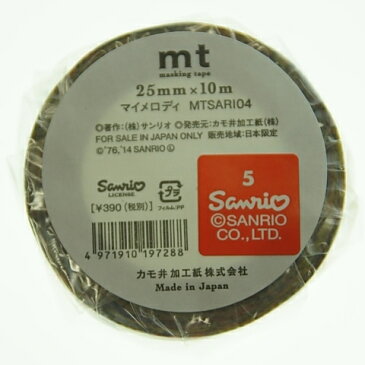 mt
masking tape
25mm×10m
マイメロディ MTSARI04
◎著作:(株)サンリオ ◎発売元:カモ井加工紙(株)
FOR SALE IN JAPAN ONLY 販売地域:日本限定
©'76,'14 SANRIO Ⓛ
Sanrio
LICENSE
[¥390(税別)]
プラ
フィルム:PP
5
Sanrio
©SANRIO
CO.,LTD.
4 971910 197288
カモ井加工紙株式会社
Made in Japan